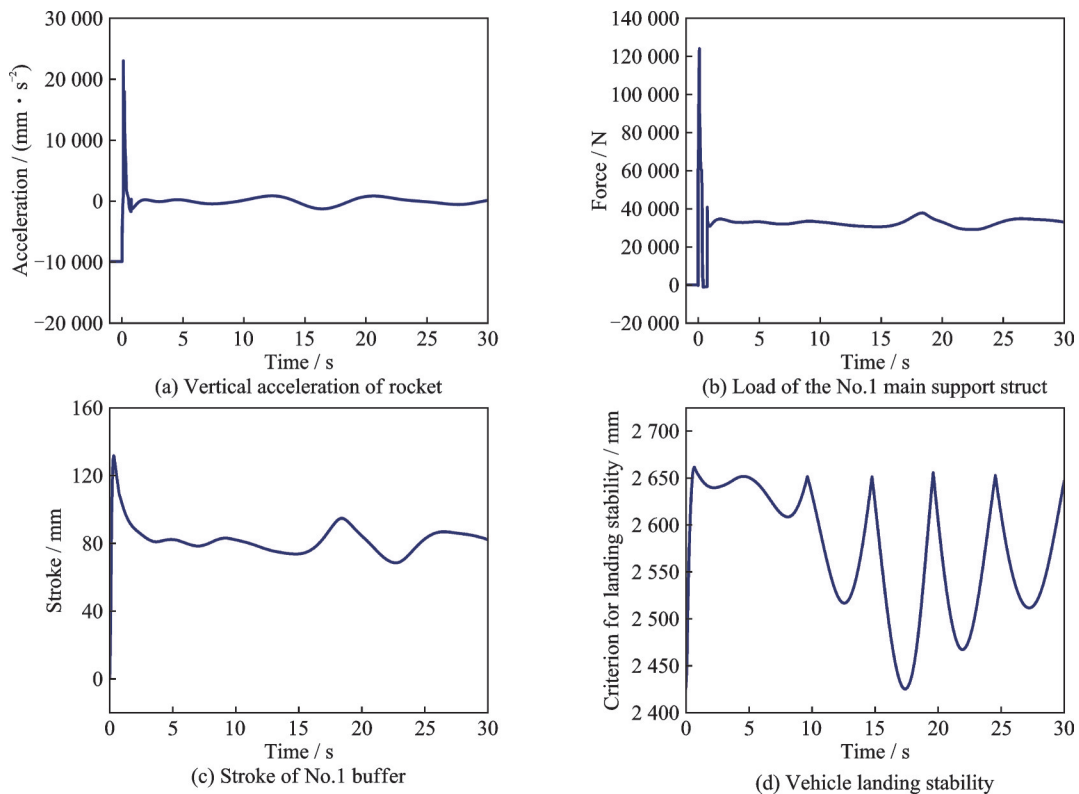 30 000
20 000
10 000
0
−10 000
−20 000
Acceleration / (mm · s⁻²)
0 5 10 15 20 25 30
Time / s
(a) Vertical acceleration of rocket
140 000
120 000
100 000
80 000
60 000
40 000
20 000
0
−20 000
Force / N
0 5 10 15 20 25 30
Time / s
(b) Load of the No.1 main support struct
160
120
80
40
0
Stroke / mm
0 5 10 15 20 25 30
Time / s
(c) Stroke of No.1 buffer
2 700
2 650
2 600
2 550
2 500
2 450
2 400
Criterion for landing stability / mm
0 5 10 15 20 25 30
Time / s
(d) Vehicle landing stability